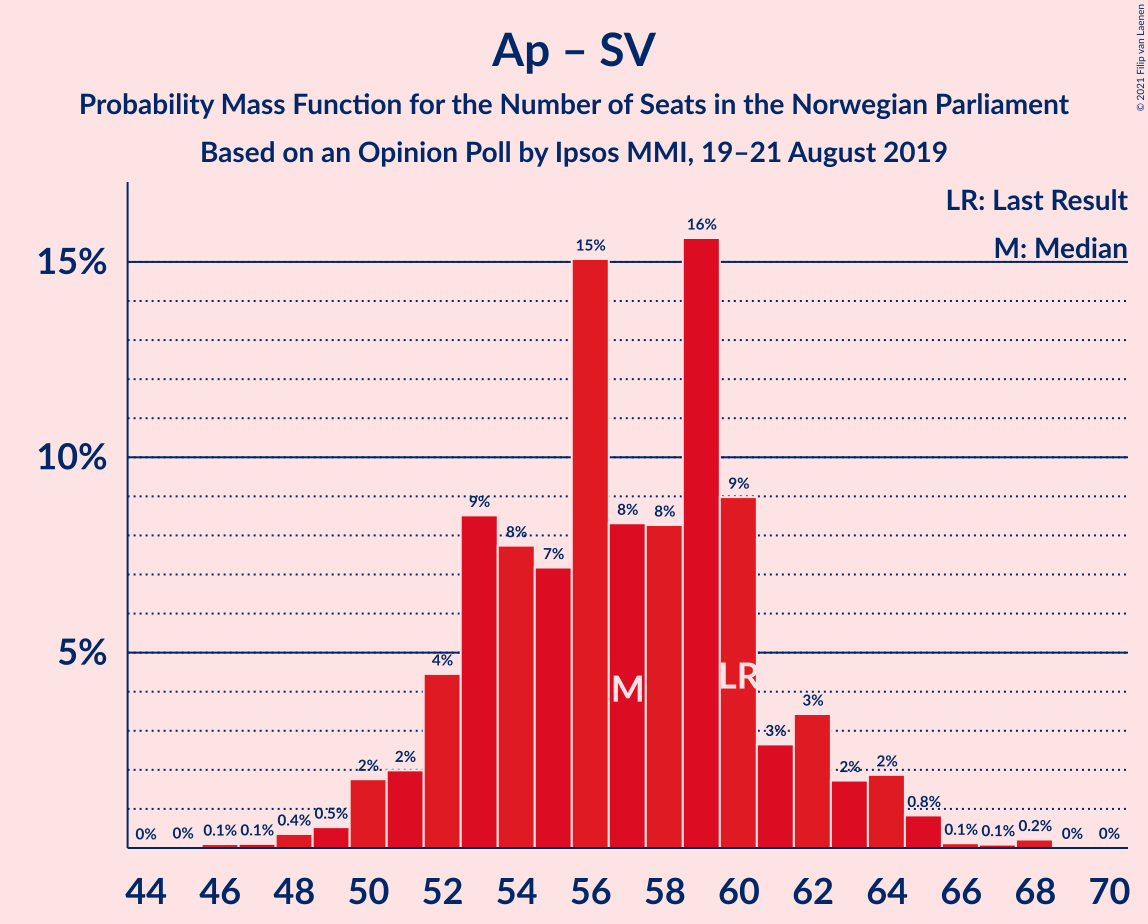 Ap – SV
Probability Mass Function for the Number of Seats in the Norwegian Parliament
Based on an Opinion Poll by Ipsos MMI, 19–21 August 2019
© 2021 Filip van Laenen
LR: Last Result
M: Median
15%
10%
5%
0% 0% 0.1% 0.1% 0.4% 0.5% 2% 2% 4% 9% 8% 7% 15% 8% 8% 16% 9% 3% 3% 2% 2% 0.8% 0.1% 0.1% 0.2% 0% 0%
M LR
44 46 48 50 52 54 56 58 60 62 64 66 68 70